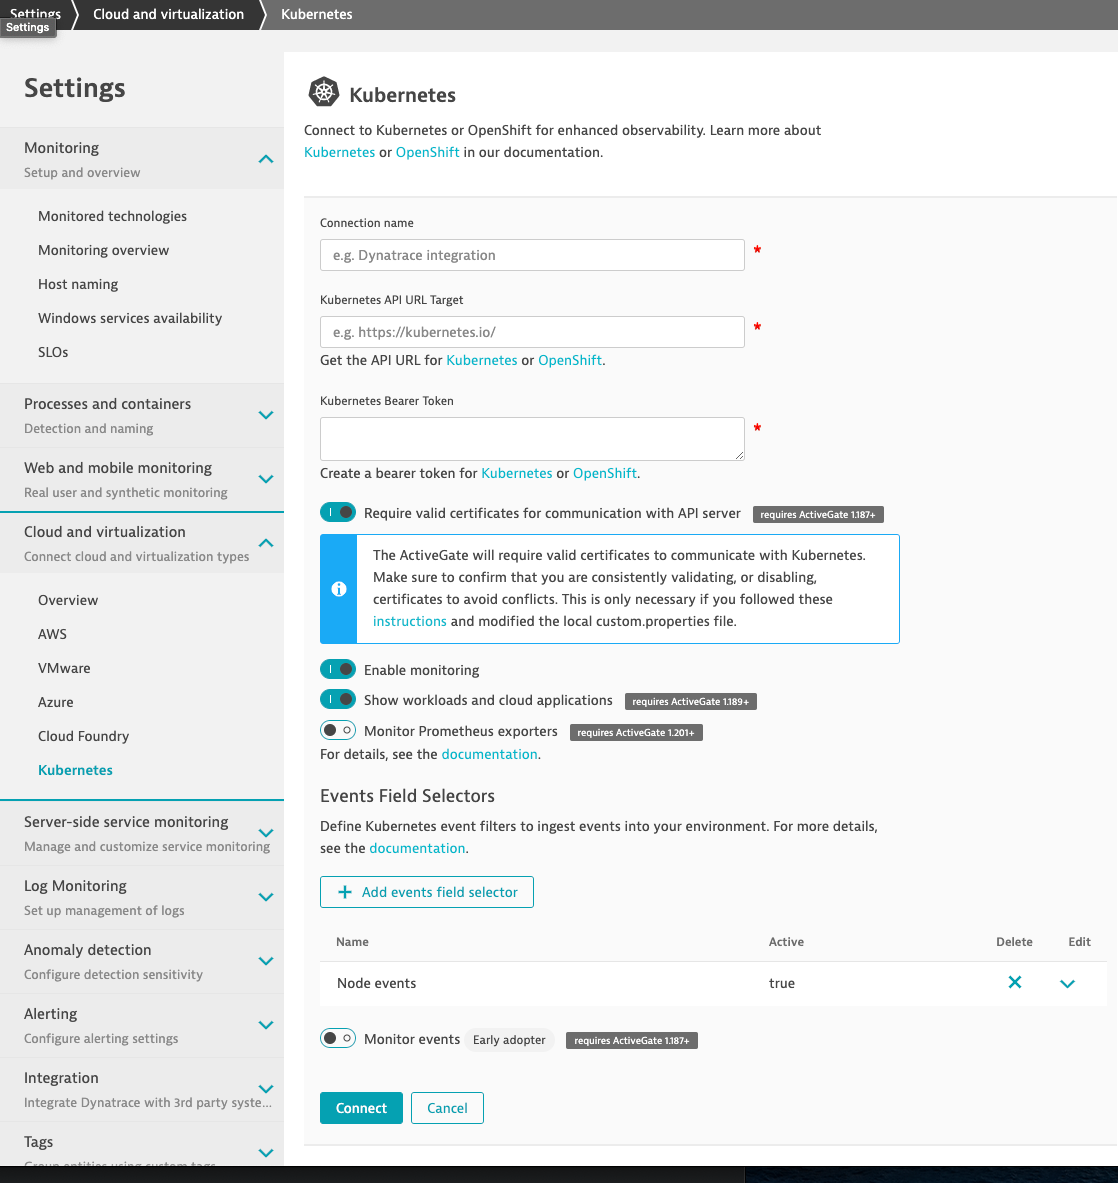 Settings
Cloud and virtualization
Kubernetes
Settings
Settings
Monitoring
Setup and overview
Monitored technologies
Monitoring overview
Host naming
Windows services availability
SLOs
Processes and containers
Detection and naming
Web and mobile monitoring
Real user and synthetic monitoring
Cloud and virtualization
Connect cloud and virtualization types
Overview
AWS
VMware
Azure
Cloud Foundry
Kubernetes
Server-side service monitoring
Manage and customize service monitoring
Log Monitoring
Set up management of logs
Anomaly detection
Configure detection sensitivity
Alerting
Configure alerting settings
Integration
Integrate Dynatrace with 3rd party syste...
Tags
Group entities using custom tags
Kubernetes
Connect to Kubernetes or OpenShift for enhanced observability. Learn more about
Kubernetes or OpenShift in our documentation.
Connection name
e.g. Dynatrace integration *
Kubernetes API URL Target
e.g. https://kubernetes.io/ *
Get the API URL for Kubernetes or OpenShift.
Kubernetes Bearer Token
*
Create a bearer token for Kubernetes or OpenShift.
Require valid certificates for communication with API server requires ActiveGate 1.187+
The ActiveGate will require valid certificates to communicate with Kubernetes.
Make sure to confirm that you are consistently validating, or disabling,
certificates to avoid conflicts. This is only necessary if you followed these
instructions and modified the local custom.properties file.
Enable monitoring
Show workloads and cloud applications requires ActiveGate 1.189+
Monitor Prometheus exporters requires ActiveGate 1.201+
For details, see the documentation.
Events Field Selectors
Define Kubernetes event filters to ingest events into your environment. For more details,
see the documentation.
+ Add events field selector
Name Active Delete Edit
Node events true
Monitor events Early adopter requires ActiveGate 1.187+
Connect Cancel